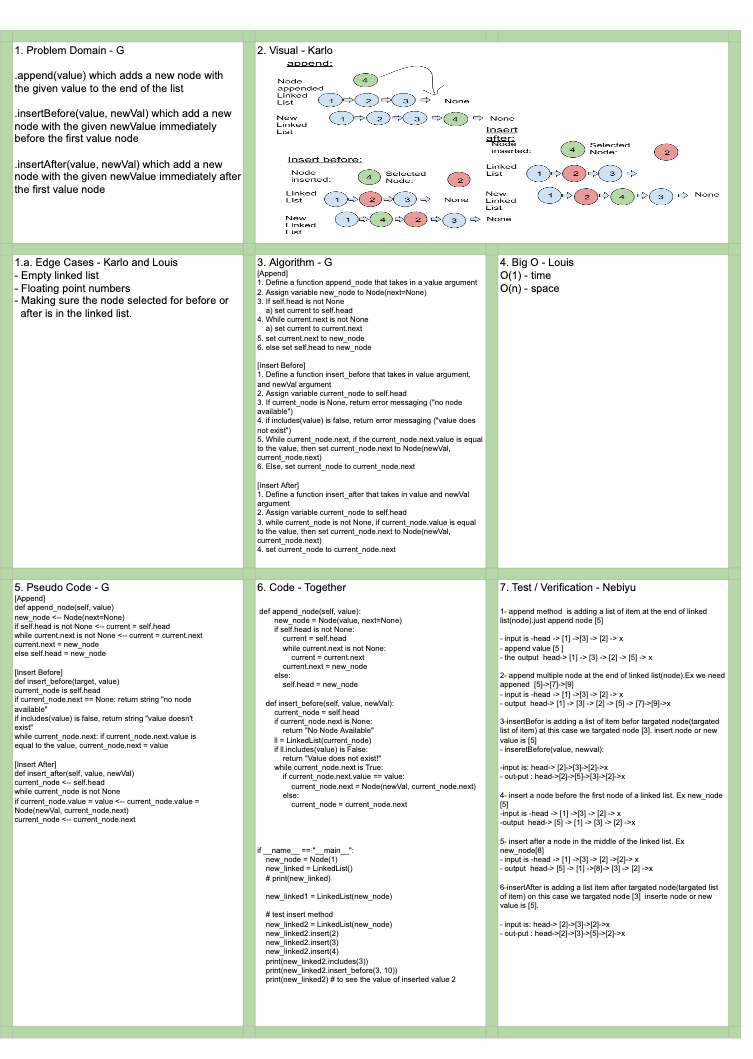 1. Problem Domain - G
.append(value) which adds a new node with
the given value to the end of the list
.insertBefore(value, newVal) which add a new
node with the given newValue immediately
before the first value node
.insertAfter(value, newVal) which add a new
node with the given newValue immediately after
the first value node
2. Visual - Karlo
append:
Node
appended
4
Linked
List
1 2 3 None
New
Linked
List
1 2 3 4 None
Insert before:
Node
inserted:
4
Selected
Node:
2
Linked
List
1 2 3 None
New
Linked
List
1 4 2 3 None
Insert
after:
Node
inserted:
4
Selected
Node:
2
Linked
List
1 2 3
New
Linked
List
1 2 4 3 None
1.a. Edge Cases - Karlo and Louis
- Empty linked list
- Floating point numbers
- Making sure the node selected for before or
after is in the linked list.
3. Algorithm - G
[Append]
1. Define a function append_node that takes in a value argument
2. Assign variable new_node to Node(next=None)
3. If self.head is not None
a) set current to self.head
4. While current.next is not None
a) set current to current.next
5. set current.next to new_node
6. else set self.head to new_node
[Insert Before]
1. Define a function insert_before that takes in value argument,
and newVal argument
2. Assign variable current_node to self.head
3. If current_node is None, return error messaging ("no node
available")
4. if includes(value) is false, return error messaging ("value does
not exist")
5. While current_node.next, if the current_node.next.value is equal
to the value, then set current_node.next to Node(newVal,
current_node.next)
6. Else, set current_node to current_node.next
[Insert After]
1. Define a function insert_after that takes in value and newVal
argument
2. Assign variable current_node to self.head
3. while current_node is not None, if current_node.value is equal
to the value, then set current_node.next to Node(newVal,
current_node.next)
4. set current_node to current_node.next
4. Big O - Louis
O(1) - time
O(n) - space
5. Pseudo Code - G
[Append]
def append_node(self, value)
new_node <-- Node(next=None)
if self.head is not None <-- current = self.head
while current.next is not None <-- current = current.next
current.next = new_node
else self.head = new_node
[Insert Before]
def insert_before(target, value)
current_node is self.head
if current_node.next == None: return string "no node
available"
if includes(value) is false, return string "value doesn't
exist"
while current_node.next: if current_node.next.value is
equal to the value, current_node.next = value
[Insert After]
def insert_after(self, value, newVal)
current_node <-- self.head
while current_node is not None
if current_node.value = value <-- current_node.value =
Node(newVal, current_node.next)
current_node <-- current_node.next
6. Code - Together
def append_node(self, value):
new_node = Node(value, next=None)
if self.head is not None:
current = self.head
while current.next is not None:
current = current.next
current.next = new_node
else:
self.head = new_node
def insert_before(self, value, newVal):
current_node = self.head
if current_node.next is None:
return "No Node Available"
ll = LinkedList(current_node)
if ll.includes(value) is False:
return "Value does not exist!"
while current_node.next is True:
if current_node.next.value == value:
current_node.next = Node(newVal, current_node.next)
else:
current_node = current_node.next
if __name__ == "__main__":
new_node = Node(1)
new_linked = LinkedList()
# print(new_linked)
new_linked1 = LinkedList(new_node)
# test insert method
new_linked2 = LinkedList(new_node)
new_linked2.insert(2)
new_linked2.insert(3)
new_linked2.insert(4)
print(new_linked2.includes(3))
print(new_linked2.insert_before(3, 10))
print(new_linked2) # to see the value of inserted value 2
7. Test / Verification - Nebiyu
1- append method  is adding a list of item at the end of linked
list(node).just append node [5]
- input is -head -> [1] ->[3] -> [2] -> x
- append value [5 ]
- the output  head-> [1] -> [3] -> [2] -> [5] -> x
2- append multiple node at the end of linked list(node).Ex we need
append  [5]->[7]->[9]
- input is -head -> [1] ->[3] -> [2] -> x
- output  head-> [1] -> [3] -> [2] -> [5] -> [7]->[9]->x
3-insertBefor is adding a list of item befor targated node(targated
list of item) at this case we targated node [3]. insert node or new
value is [5]
- inseretBefor(value, newval):
-input is: head-> [2]->[3]->[2]->x
- out-put : head->[2]->[5]->[3]->[2]->x
4- insert a node before the first node of a linked list. Ex new_node
[5]
-input is -head -> [1] ->[3] -> [2] -> x
-output  head-> [5] -> [1] -> [3] -> [2] ->x
5- insert after a node in the middle of the linked list. Ex
new_node[8]
- input is -head -> [1] ->[3] -> [2] ->[2]-> x
- output  head-> [5] -> [1] ->[8]-> [3] -> [2] ->x
6-insertAfter is adding a list item after targated node(targated list
of item) on this case we targated node [3]  inserte node or new
value is [5].
- input is: head-> [2]->[3]->[2]->x
- out-put : head->[2]->[3]->[5]->[2]->x